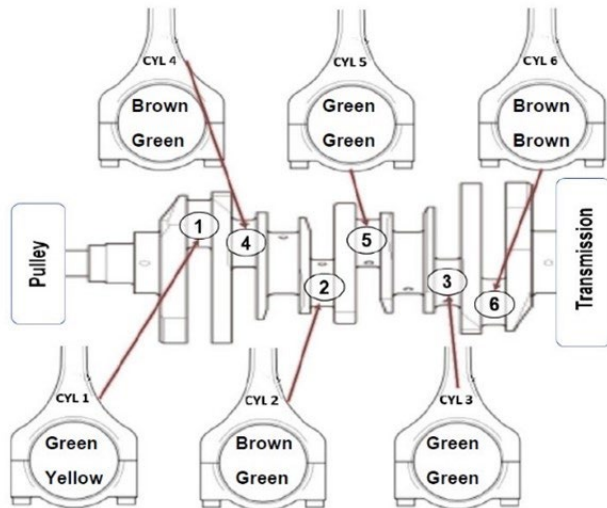 CYL 4
Brown
Green
CYL 5
Green
Green
CYL 6
Brown
Brown
Pulley
1
4
2
5
3
6
Transmission
CYL 1
Green
Yellow
CYL 2
Brown
Green
CYL 3
Green
Green